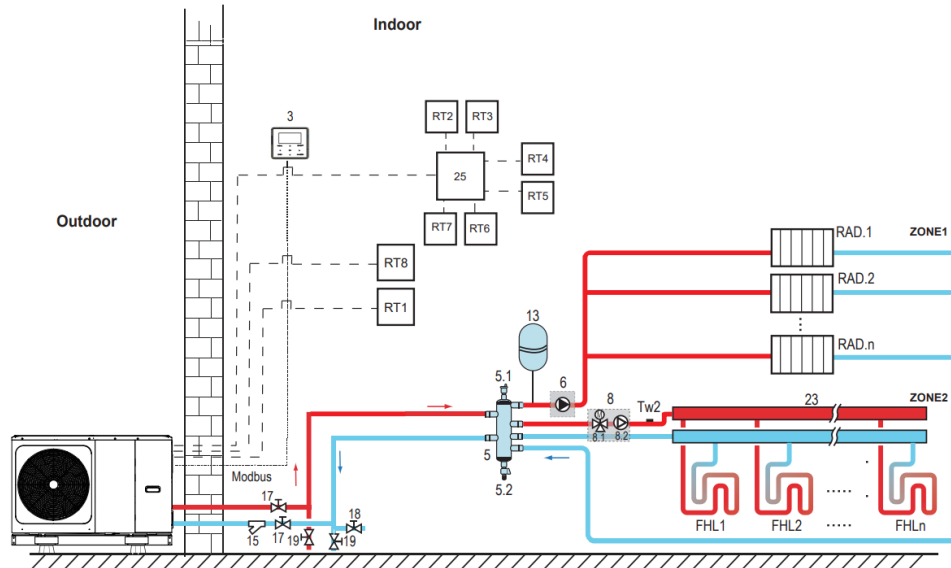 Indoor
3
RT2
RT3
25
RT4
RT5
RT7
RT6
Outdoor
RT8
RT1
RAD.1
ZONE1
RAD.2
RAD.n
13
5.1
6
8
M
8.1
8.2
Tw2
23
ZONE2
5
5.2
Modbus
17
15
17
19
18
19
FHL1
FHL2
FHLn